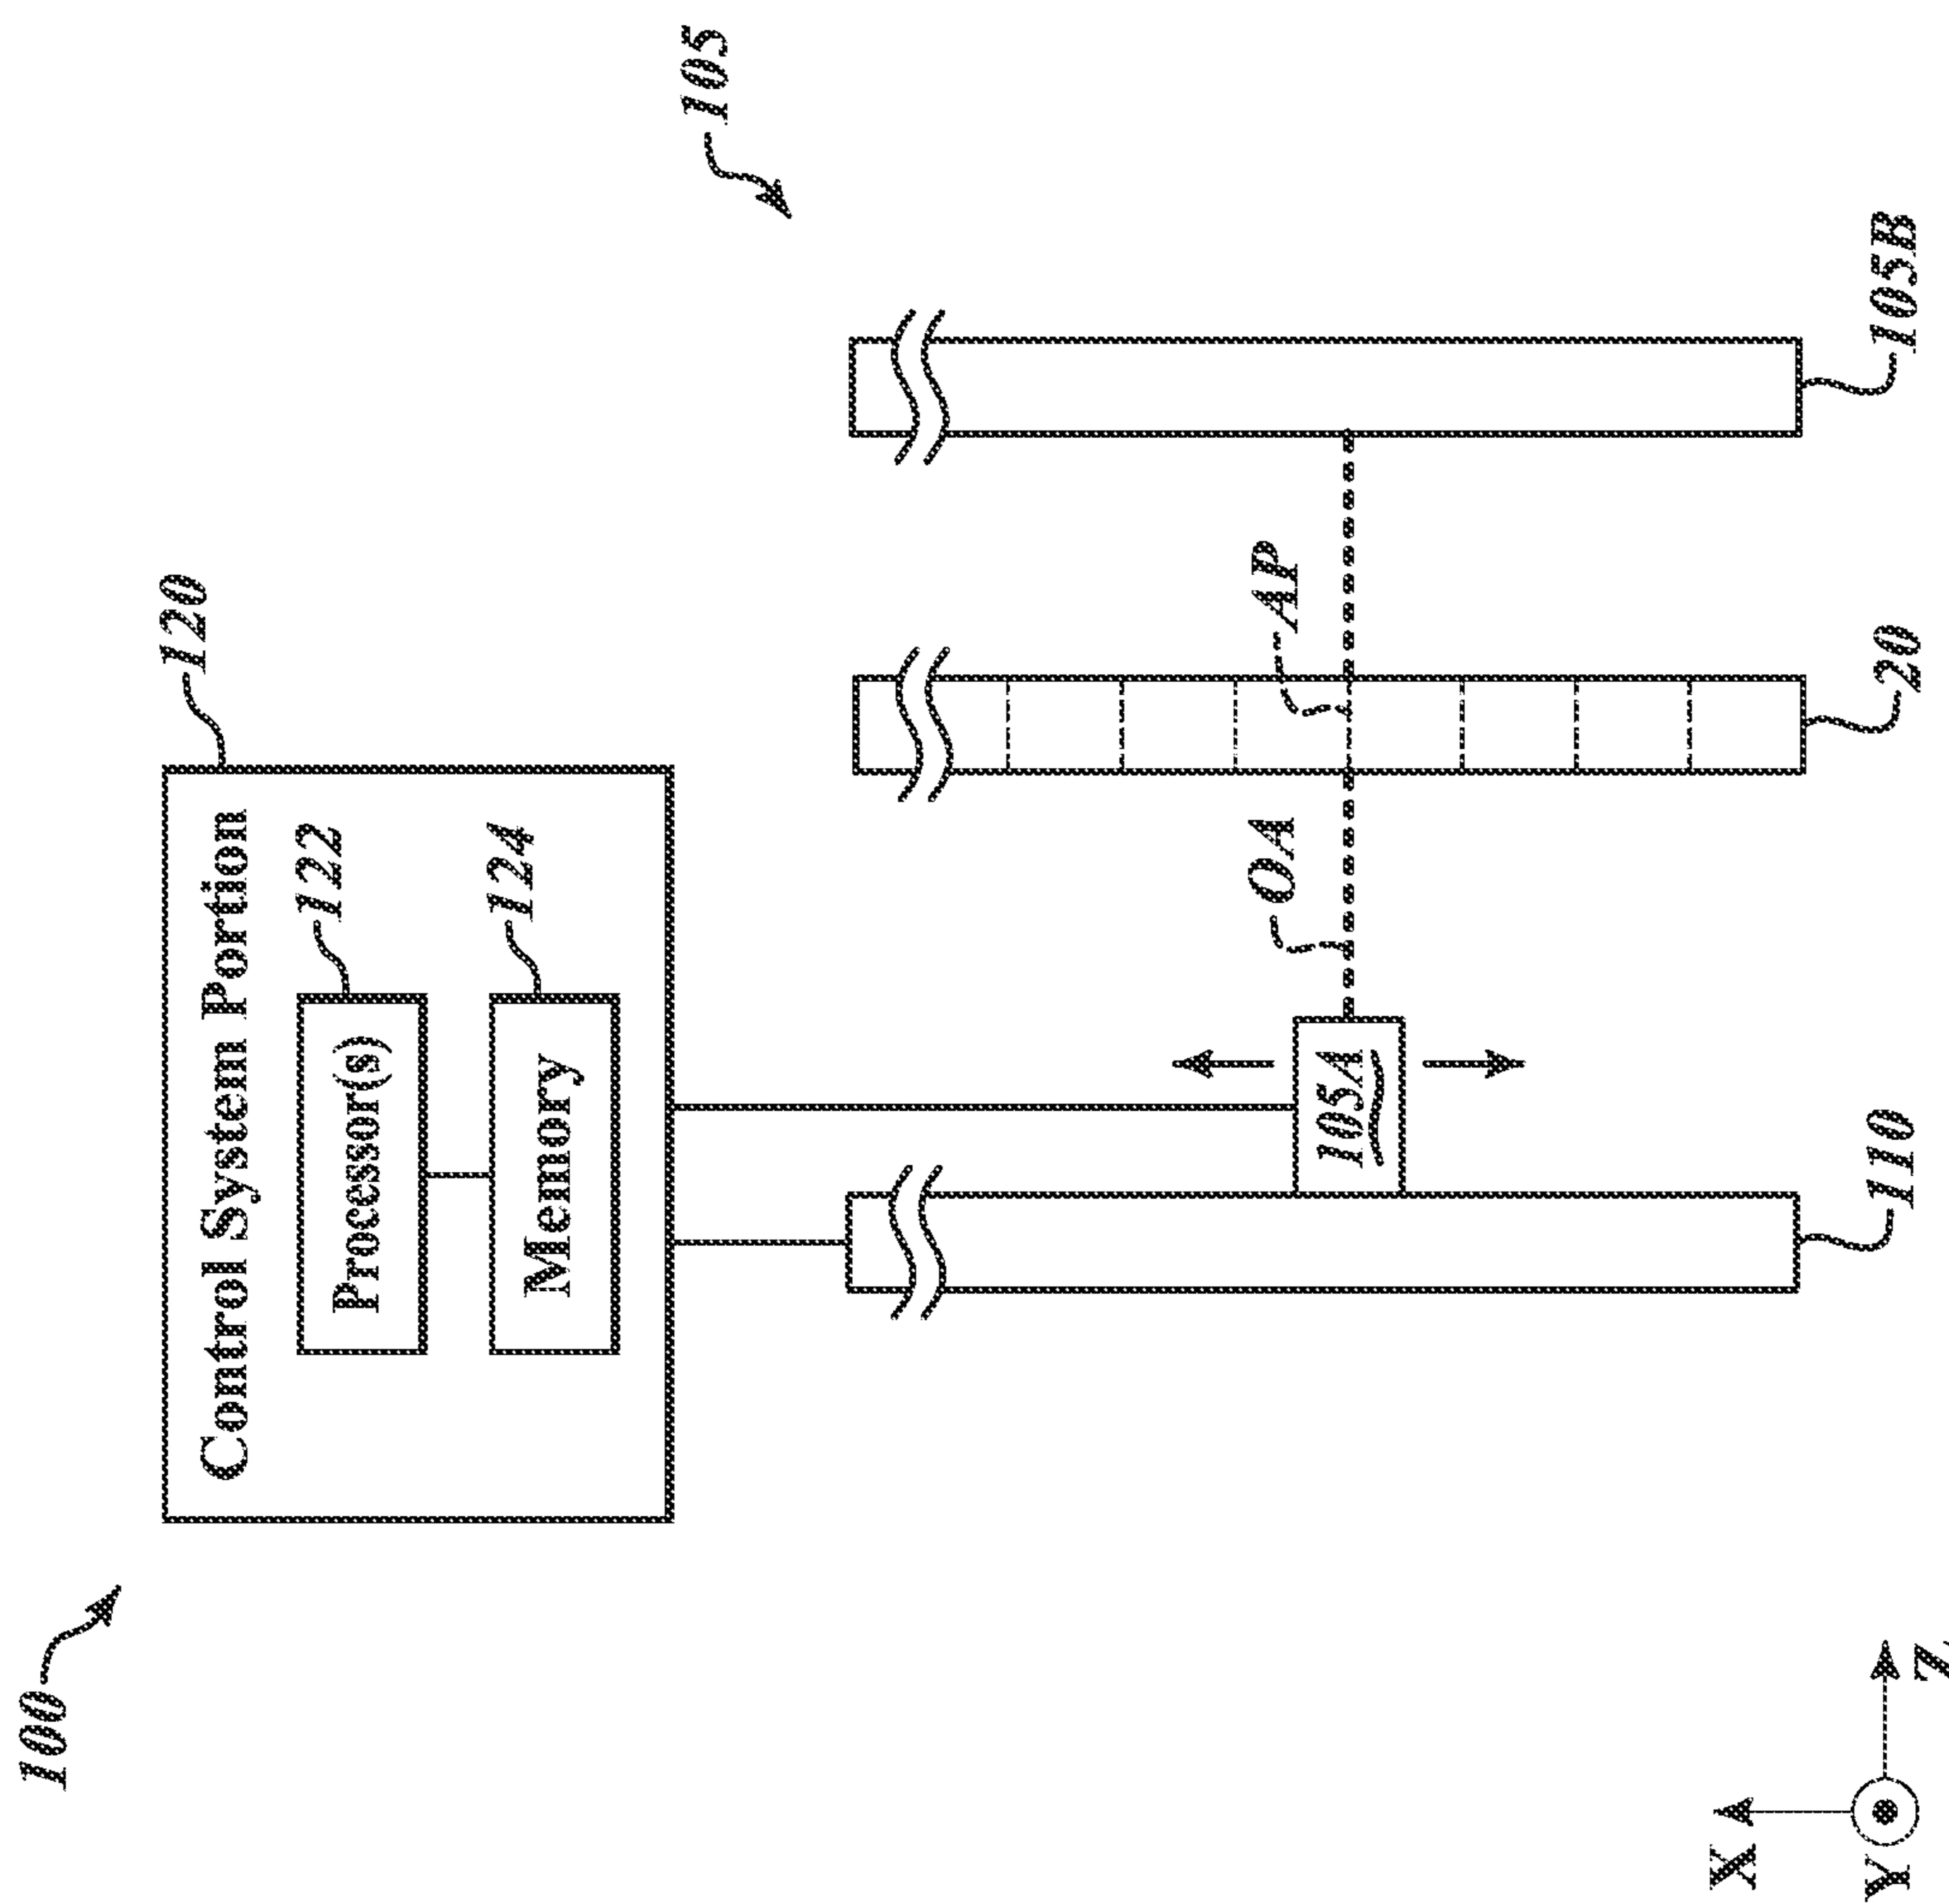 100
120
Control System Portion
Processor(s)
122
Memory
124
105
105A
OA
AP
110
20
105B
X
Y
Z